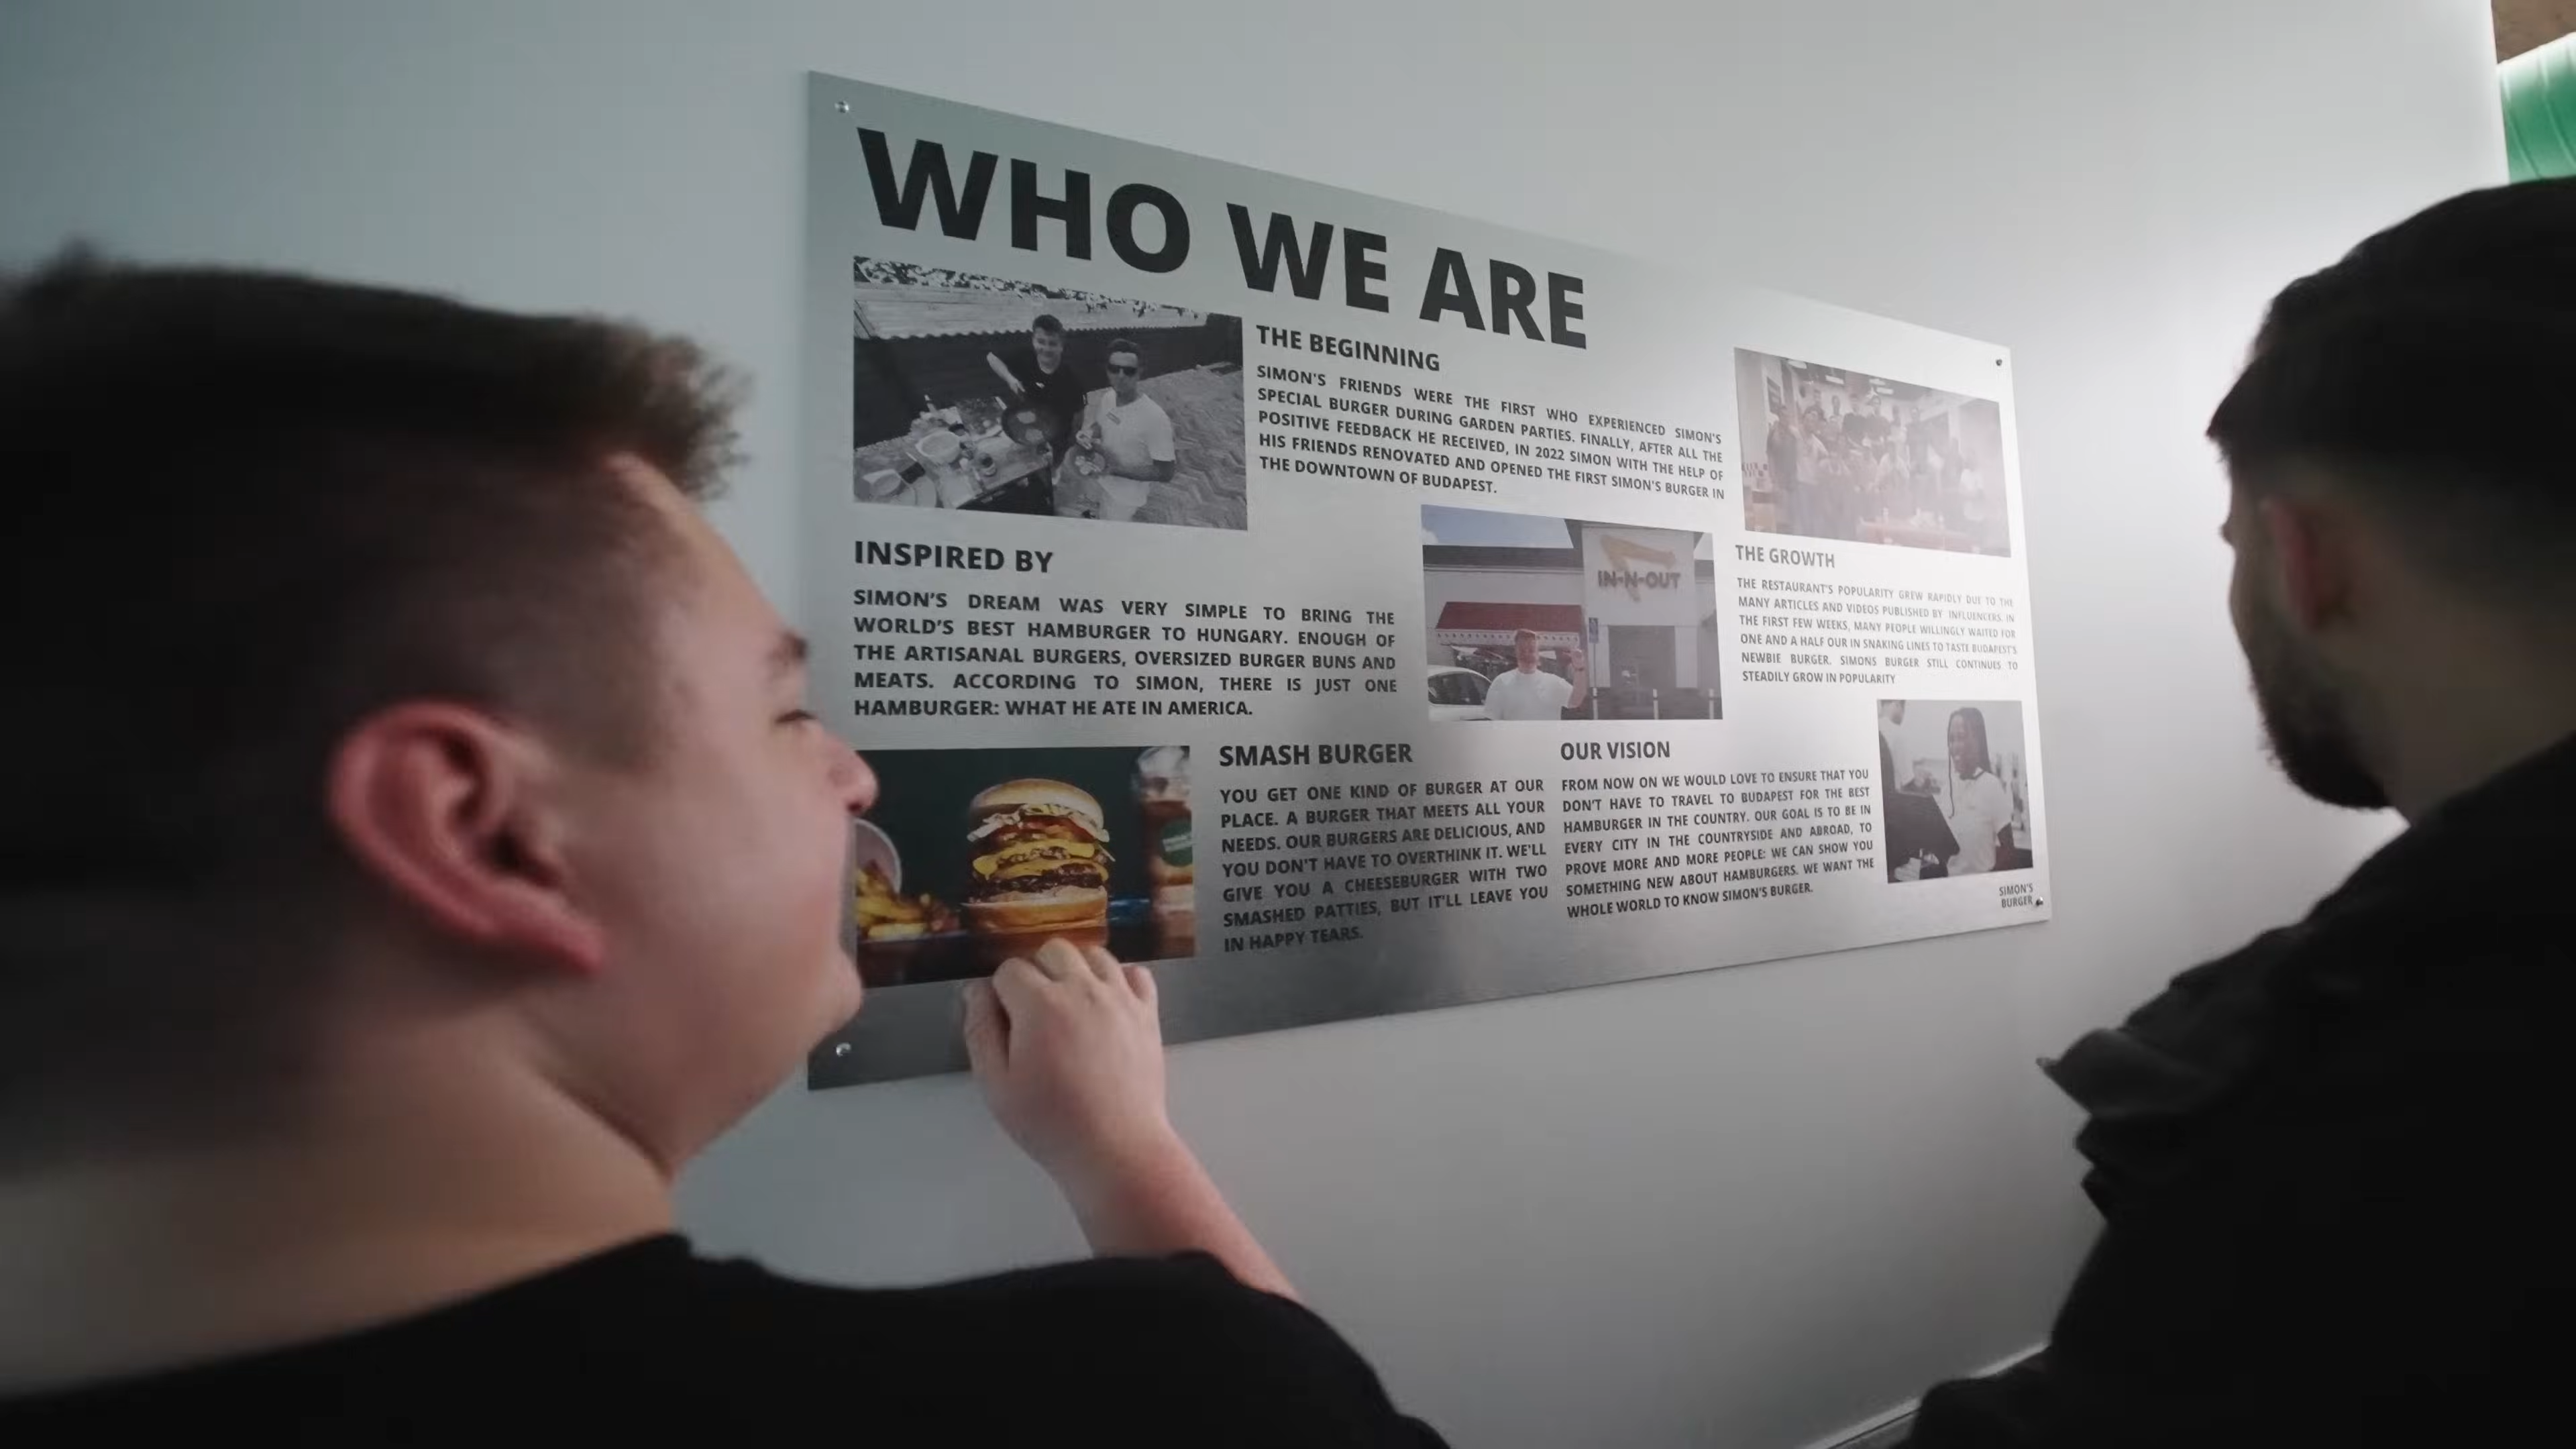 WHO WE ARE
THE BEGINNING
SIMON'S FRIENDS WERE THE FIRST WHO EXPERIENCED SIMON'S
SPECIAL BURGER DURING GARDEN PARTIES. FINALLY, AFTER ALL THE
POSITIVE FEEDBACK HE RECEIVED, IN 2022 SIMON WITH THE HELP OF
HIS FRIENDS RENOVATED AND OPENED THE FIRST SIMON'S BURGER IN
THE DOWNTOWN OF BUDAPEST.
INSPIRED BY
SIMON'S DREAM WAS VERY SIMPLE TO BRING THE
WORLD'S BEST HAMBURGER TO HUNGARY. ENOUGH OF
THE ARTISANAL BURGERS, OVERSIZED BURGER BUNS AND
MEATS. ACCORDING TO SIMON, THERE IS JUST ONE
HAMBURGER: WHAT HE ATE IN AMERICA.
IN-N-OUT
THE GROWTH
THE RESTAURANT'S POPULARITY GREW RAPIDLY DUE TO THE
MANY ARTICLES AND VIDEOS PUBLISHED BY INFLUENCERS. IN
THE FIRST FEW WEEKS, MANY PEOPLE WILLINGLY WAITED FOR
ONE AND A HALF OUR IN SNAKING LINES TO TASTE BUDAPEST'S
NEWBIE BURGER. SIMONS BURGER STILL CONTINUES TO
STEADILY GROW IN POPULARITY
SMASH BURGER
YOU GET ONE KIND OF BURGER AT OUR
PLACE. A BURGER THAT MEETS ALL YOUR
NEEDS. OUR BURGERS ARE DELICIOUS, AND
YOU DON'T HAVE TO OVERTHINK IT. WE'LL
GIVE YOU A CHEESEBURGER WITH TWO
SMASHED PATTIES, BUT IT'LL LEAVE YOU
IN HAPPY TEARS.
OUR VISION
FROM NOW ON WE WOULD LOVE TO ENSURE THAT YOU
DON'T HAVE TO TRAVEL TO BUDAPEST FOR THE BEST
HAMBURGER IN THE COUNTRY. OUR GOAL IS TO BE IN
EVERY CITY IN THE COUNTRYSIDE AND ABROAD, TO
PROVE MORE AND MORE PEOPLE: WE CAN SHOW YOU
SOMETHING NEW ABOUT HAMBURGERS. WE WANT THE
WHOLE WORLD TO KNOW SIMON'S BURGER.
SIMON'S
BURGER